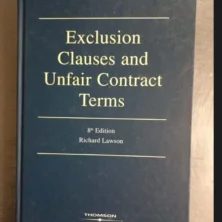 Exclusion
Clauses and
Unfair Contract
Terms
8th Edition
Richard Lawson
THOMSON